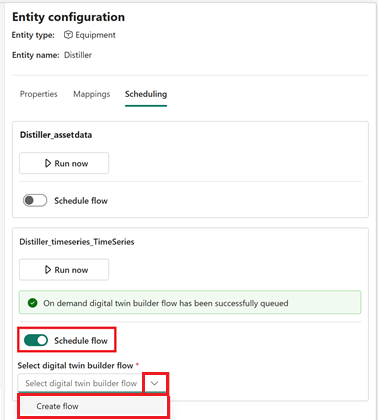 Entity configuration
Entity type: Equipment
Entity name: Distiller
Properties Mappings Scheduling
Distiller_assetdata
Run now
Schedule flow
Distiller_timeseries_TimeSeries
Run now
On demand digital twin builder flow has been successfully queued
Schedule flow
Select digital twin builder flow *
Select digital twin builder flow
Create flow